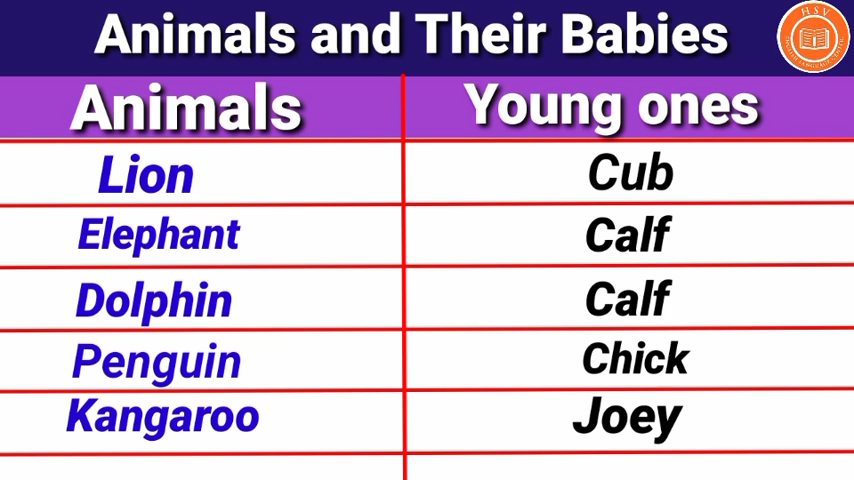 Animals and Their Babies
HSV
Animals Young ones
Lion Cub
Elephant Calf
Dolphin Calf
Penguin Chick
Kangaroo Joey